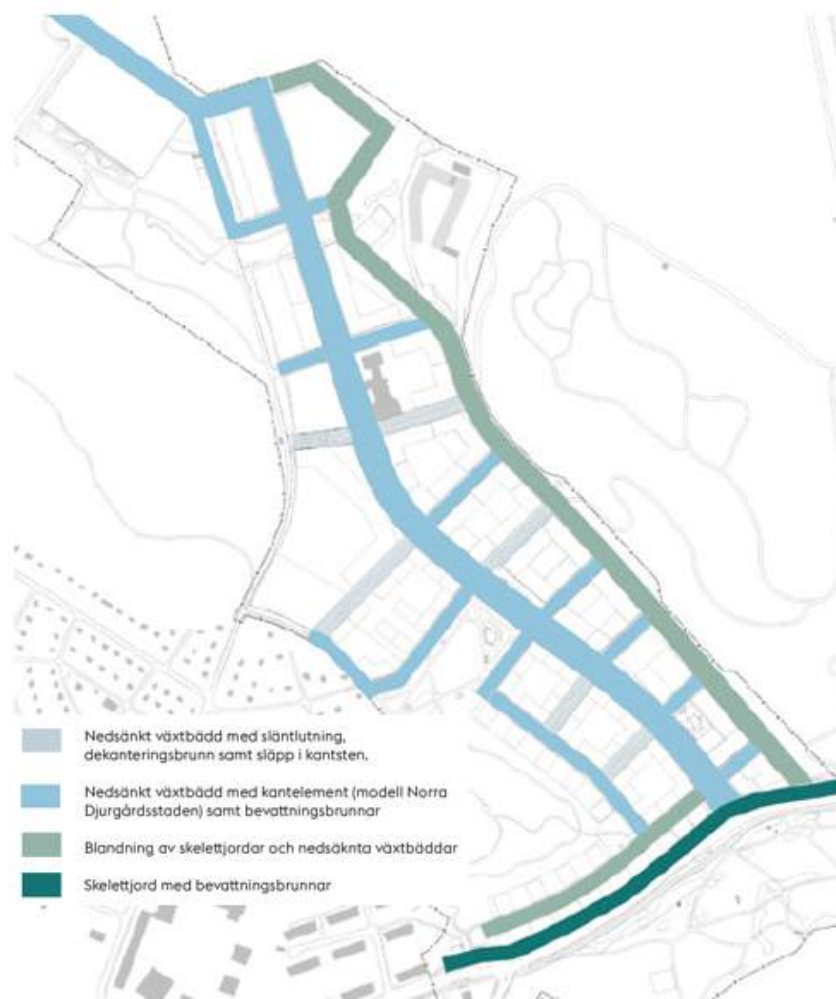 Nedsänkt växtbädd med släntlutning,
dekanteringsbrunn samt släpp i kantsten.
Nedsänkt växtbädd med kantelement (modell Norra
Djurgårdsstaden) samt bevattningsbrunnar
Blandning av skelettjordar och nedsäknta växtbäddar
Skelettjord med bevattningsbrunnar